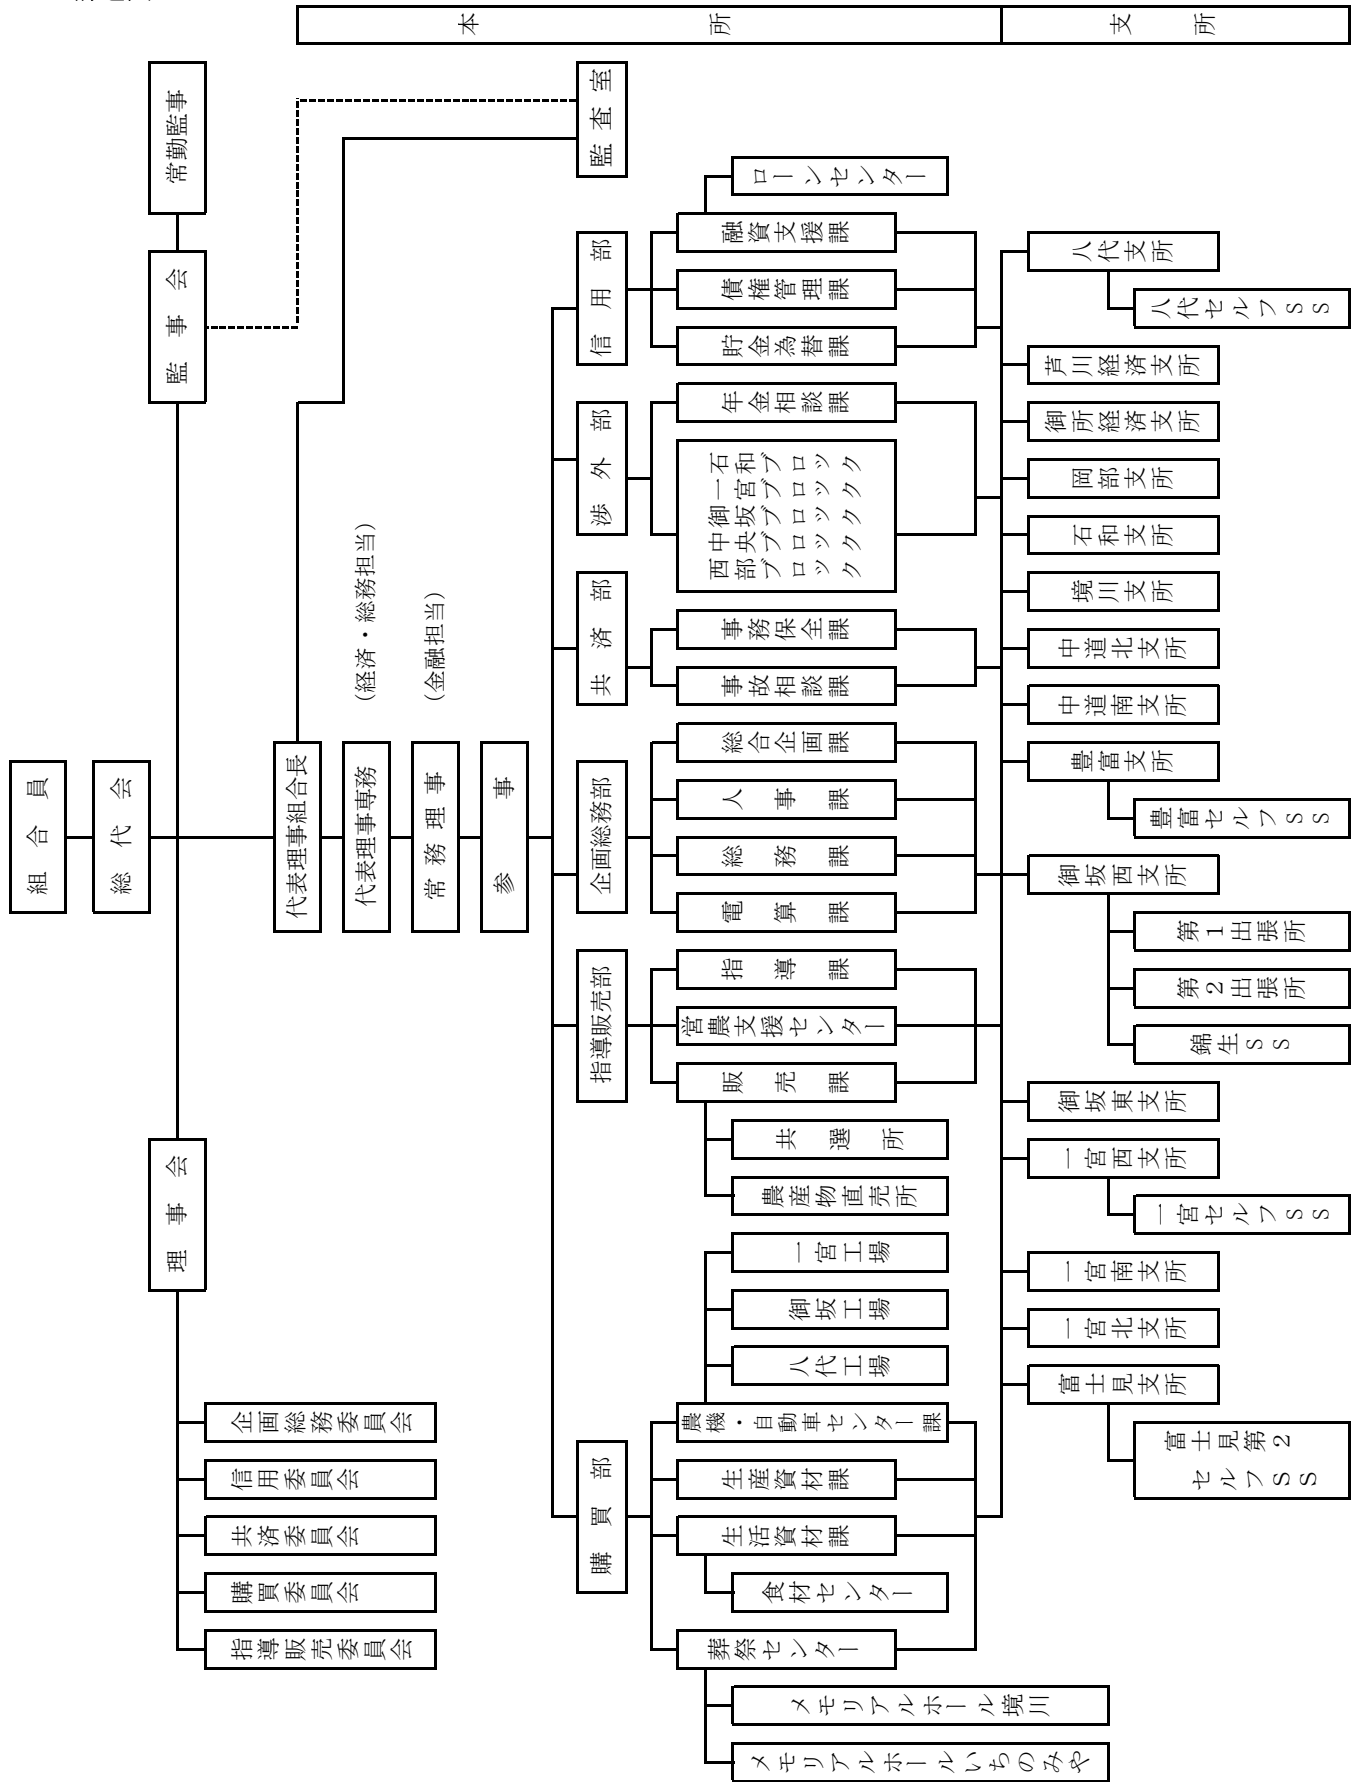 組合員
総代会
理事会
監事会
常勤監事
指導販売委員会
購買委員会
共済委員会
信用委員会
企画総務委員会
代表理事組合長
代表理事専務
(経済・総務担当)
常務理事
(金融担当)
参事
本所
監査室
購買部
指導販売部
企画総務部
共済部
渉外部
信用部
葬祭センター
メモリアルホールいちのみや
メモリアルホール境川
生活資材課
食材センター
生産資材課
農機・自動車センター課
八代工場
御坂工場
一宮工場
販売課
農産物直売所
共選所
営農支援センター
指導課
電算課
総務課
人事課
総合企画課
事故相談課
事務保全課
石和ブロック
一宮ブロック
御坂ブロック
中央ブロック
西部ブロック
年金相談課
貯金為替課
債権管理課
融資支援課
ローンセンター
支所
富士見支所
富士見第2
セルフSS
一宮北支所
一宮南支所
一宮西支所
一宮セルフSS
御坂東支所
御坂西支所
錦生SS
第2出張所
第1出張所
豊富支所
豊富セルフSS
中道南支所
中道北支所
境川支所
石和支所
岡部支所
御所経済支所
芦川経済支所
八代支所
八代セルフSS